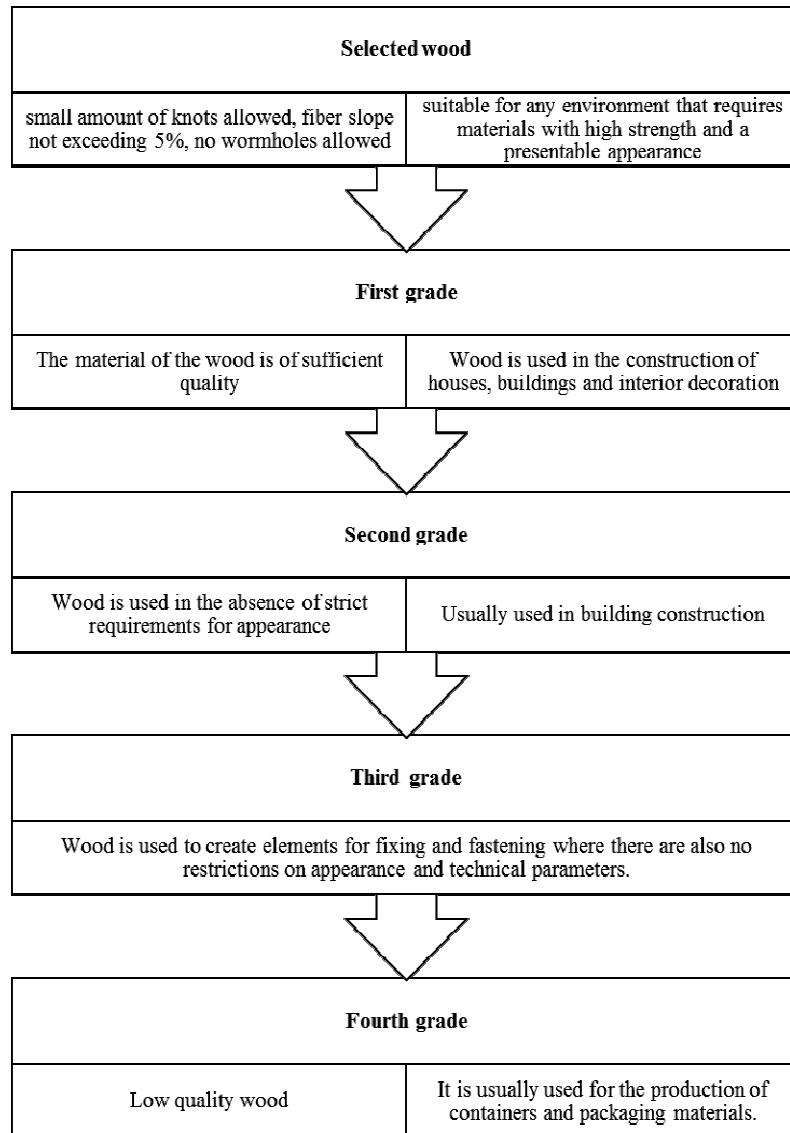 Selected wood
small amount of knots allowed, fiber slope
not exceeding 5%, no wormholes allowed
suitable for any environment that requires
materials with high strength and a
presentable appearance
First grade
The material of the wood is of sufficient
quality
Wood is used in the construction of
houses, buildings and interior decoration
Second grade
Wood is used in the absence of strict
requirements for appearance
Usually used in building construction
Third grade
Wood is used to create elements for fixing and fastening where there are also no
restrictions on appearance and technical parameters.
Fourth grade
Low quality wood
It is usually used for the production of
containers and packaging materials.